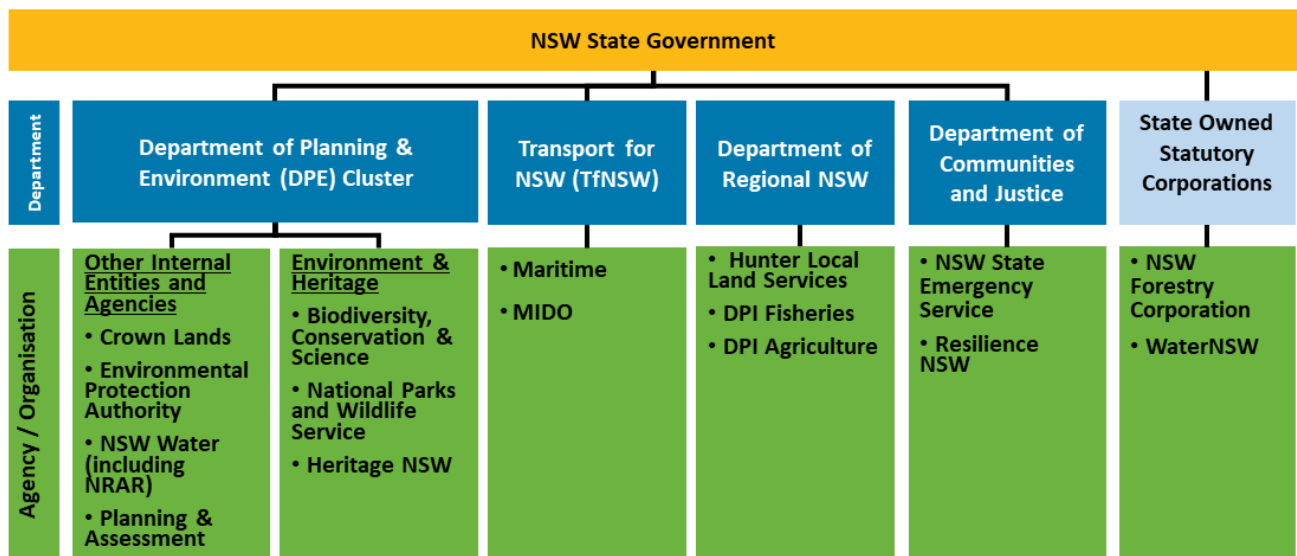 NSW State Government
Department
Department of Planning &
Environment (DPE) Cluster
Transport for
NSW (TfNSW)
Department of
Regional NSW
Department of
Communities
and Justice
State Owned
Statutory
Corporations
Agency / Organisation
Other Internal
Entities and
Agencies
• Crown Lands
• Environmental
Protection
Authority
• NSW Water
(including
NRAR)
• Planning &
Assessment
Environment &
Heritage
• Biodiversity,
Conservation &
Science
• National Parks
and Wildlife
Service
• Heritage NSW
• Maritime
• MIDO
• Hunter Local
Land Services
• DPI Fisheries
• DPI Agriculture
• NSW State
Emergency
Service
• Resilience
NSW
• NSW
Forestry
Corporation
• WaterNSW